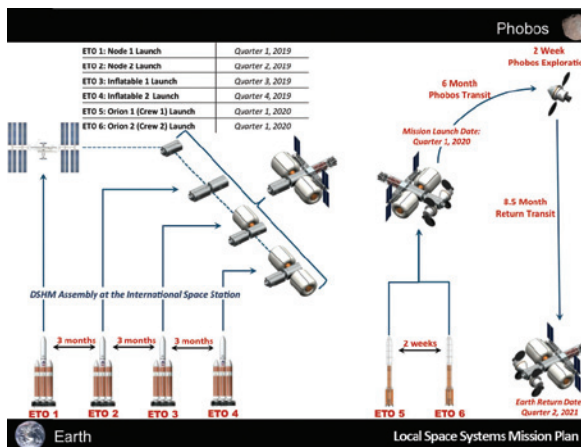 Phobos
ETO 1: Node 1 Launch Quarter 1, 2019
ETO 2: Node 2 Launch Quarter 2, 2019
ETO 3: Inflatable 1 Launch Quarter 3, 2019
ETO 4: Inflatable 2 Launch Quarter 4, 2019
ETO 5: Orion 1 (Crew 1) Launch Quarter 1, 2020
ETO 6: Orion 2 (Crew 2) Launch Quarter 1, 2020
2 Week
Phobos Exploration
6 Month
Phobos Transit
Mission Launch Date:
Quarter 1, 2020
8.5 Month
Return Transit
DSHM Assembly at the International Space Station
3 months
3 months
3 months
2 weeks
Earth Return Date:
Quarter 2, 2021
ETO 1
ETO 2
ETO 3
ETO 4
ETO 5
ETO 6
Earth
Local Space Systems Mission Plan